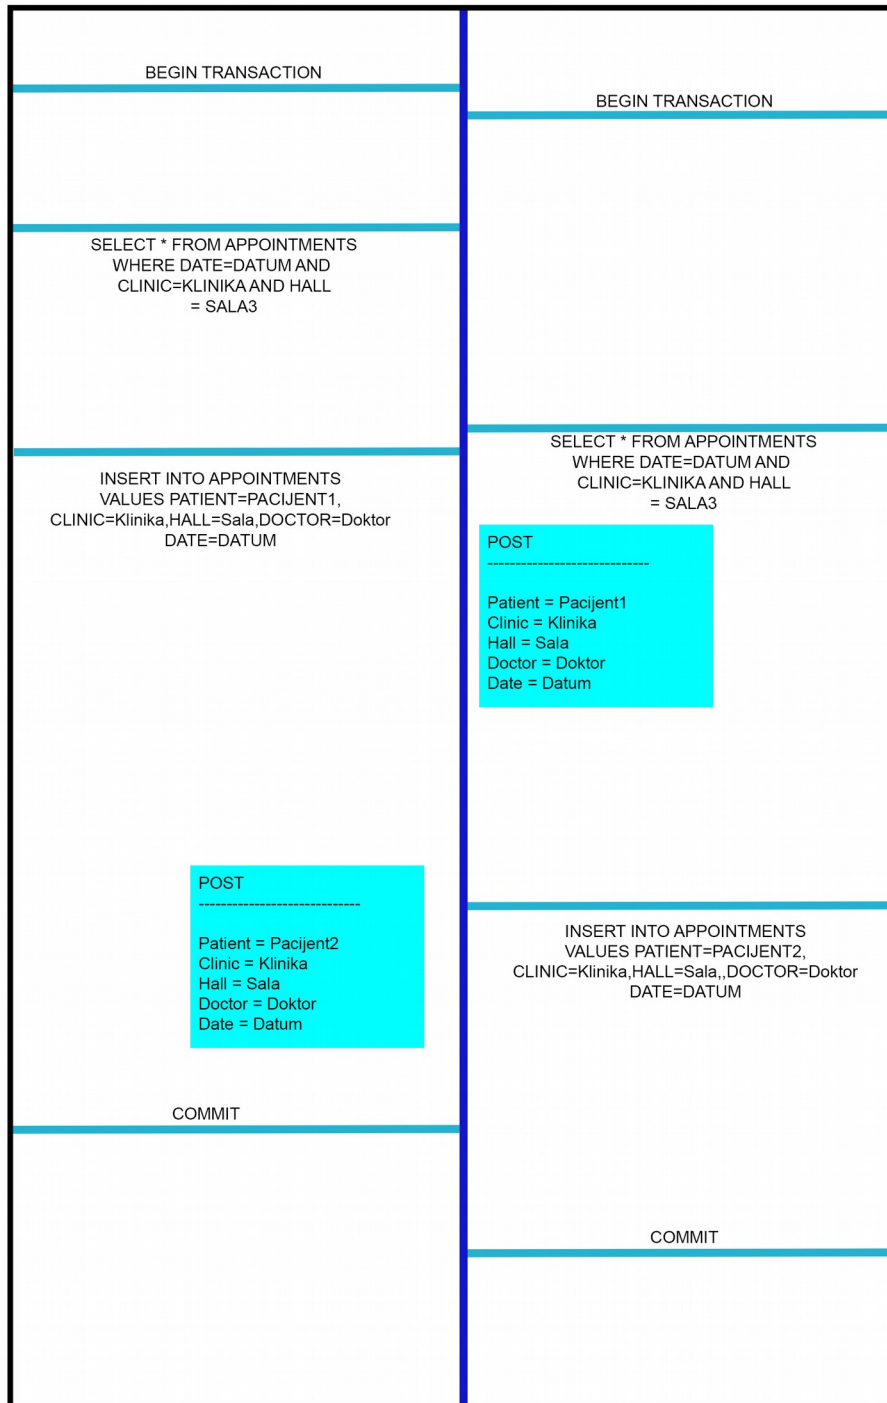 BEGIN TRANSACTION
SELECT * FROM APPOINTMENTS
WHERE DATE=DATUM AND
CLINIC=KLINIKA AND HALL
= SALA3
INSERT INTO APPOINTMENTS
VALUES PATIENT=PACIJENT1,
CLINIC=Klinika,HALL=Sala,DOCTOR=Doktor
DATE=DATUM
POST
-----------------------------
Patient = Pacijent2
Clinic = Klinika
Hall = Sala
Doctor = Doktor
Date = Datum
COMMIT
BEGIN TRANSACTION
SELECT * FROM APPOINTMENTS
WHERE DATE=DATUM AND
CLINIC=KLINIKA AND HALL
= SALA3
POST
-----------------------------
Patient = Pacijent1
Clinic = Klinika
Hall = Sala
Doctor = Doktor
Date = Datum
INSERT INTO APPOINTMENTS
VALUES PATIENT=PACIJENT2,
CLINIC=Klinika,HALL=Sala,,DOCTOR=Doktor
DATE=DATUM
COMMIT